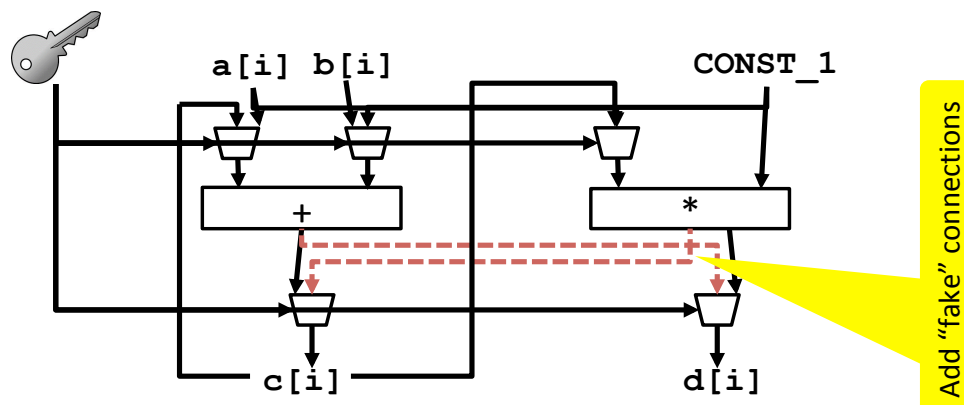 a[i] b[i] CONST_1
+ *
c[i] d[i]
Add “fake” connections